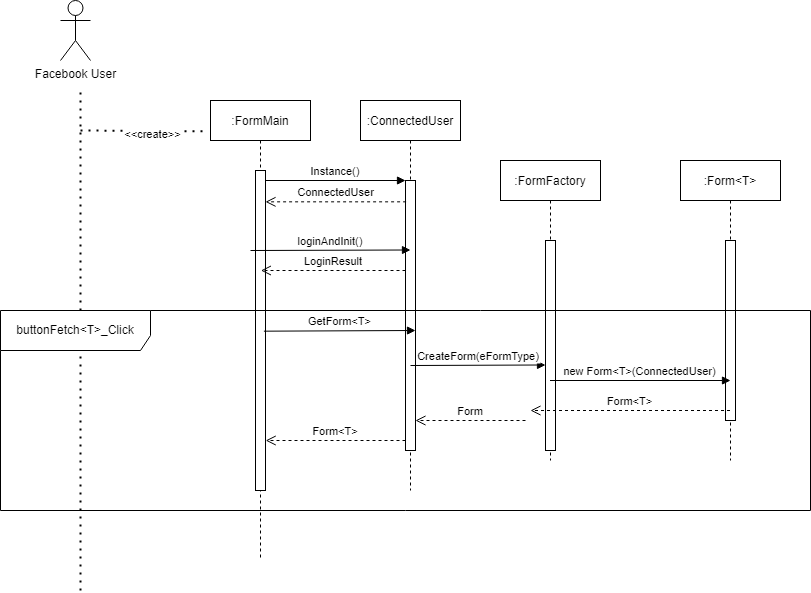 Facebook User
:FormMain
:ConnectedUser
<<create>>
Instance()
:FormFactory
:Form<T>
ConnectedUser
loginAndInit()
LoginResult
buttonFetch<T>_Click
GetForm<T>
CreateForm(eFormType)
new Form<T>(ConnectedUser)
Form<T>
Form
Form<T>